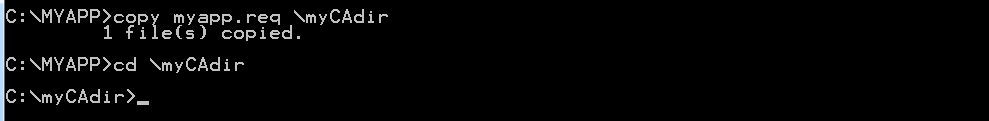 C:\MYAPP>copy myapp.req \myCAdir
        1 file(s) copied.
C:\MYAPP>cd \myCAdir
C:\myCAdir>_